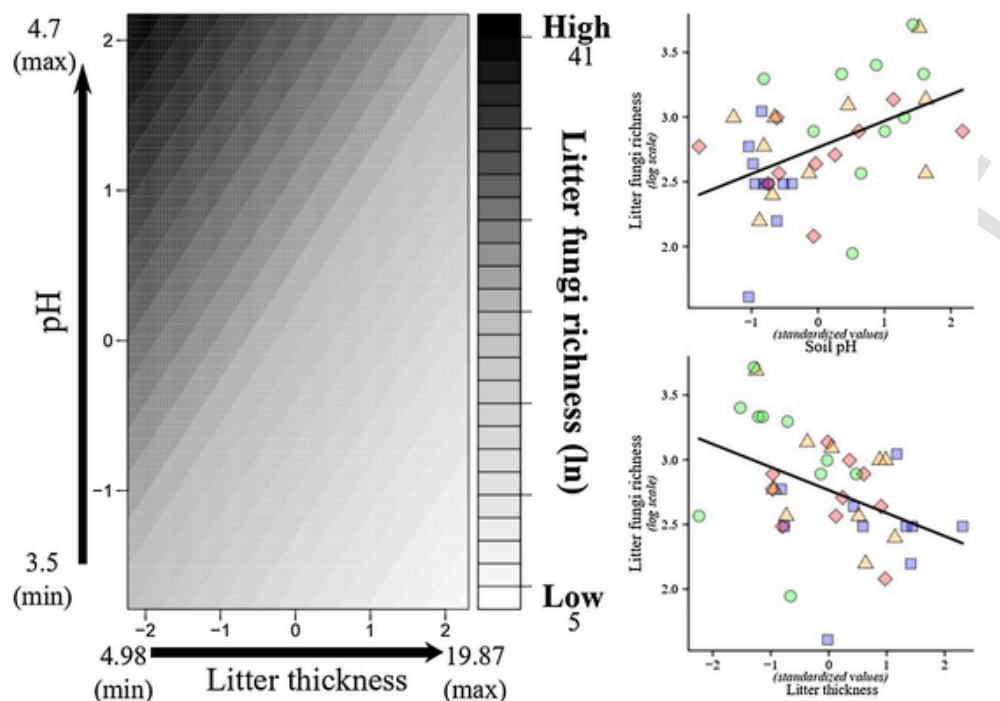 4.7
(max)
pH
3.5
(min)
2
1
0
−1
−2
−1
0
1
2
4.98
(min)
Litter thickness
19.87
(max)
High
41
Litter fungi richness (ln)
Low
5
Litter fungi richness
(log scale)
3.5
3.0
2.5
2.0
−1
0
1
2
(standardized values)
Soil pH
Litter fungi richness
(log scale)
3.5
3.0
2.5
2.0
−2
−1
0
1
2
(standardized values)
Litter thickness